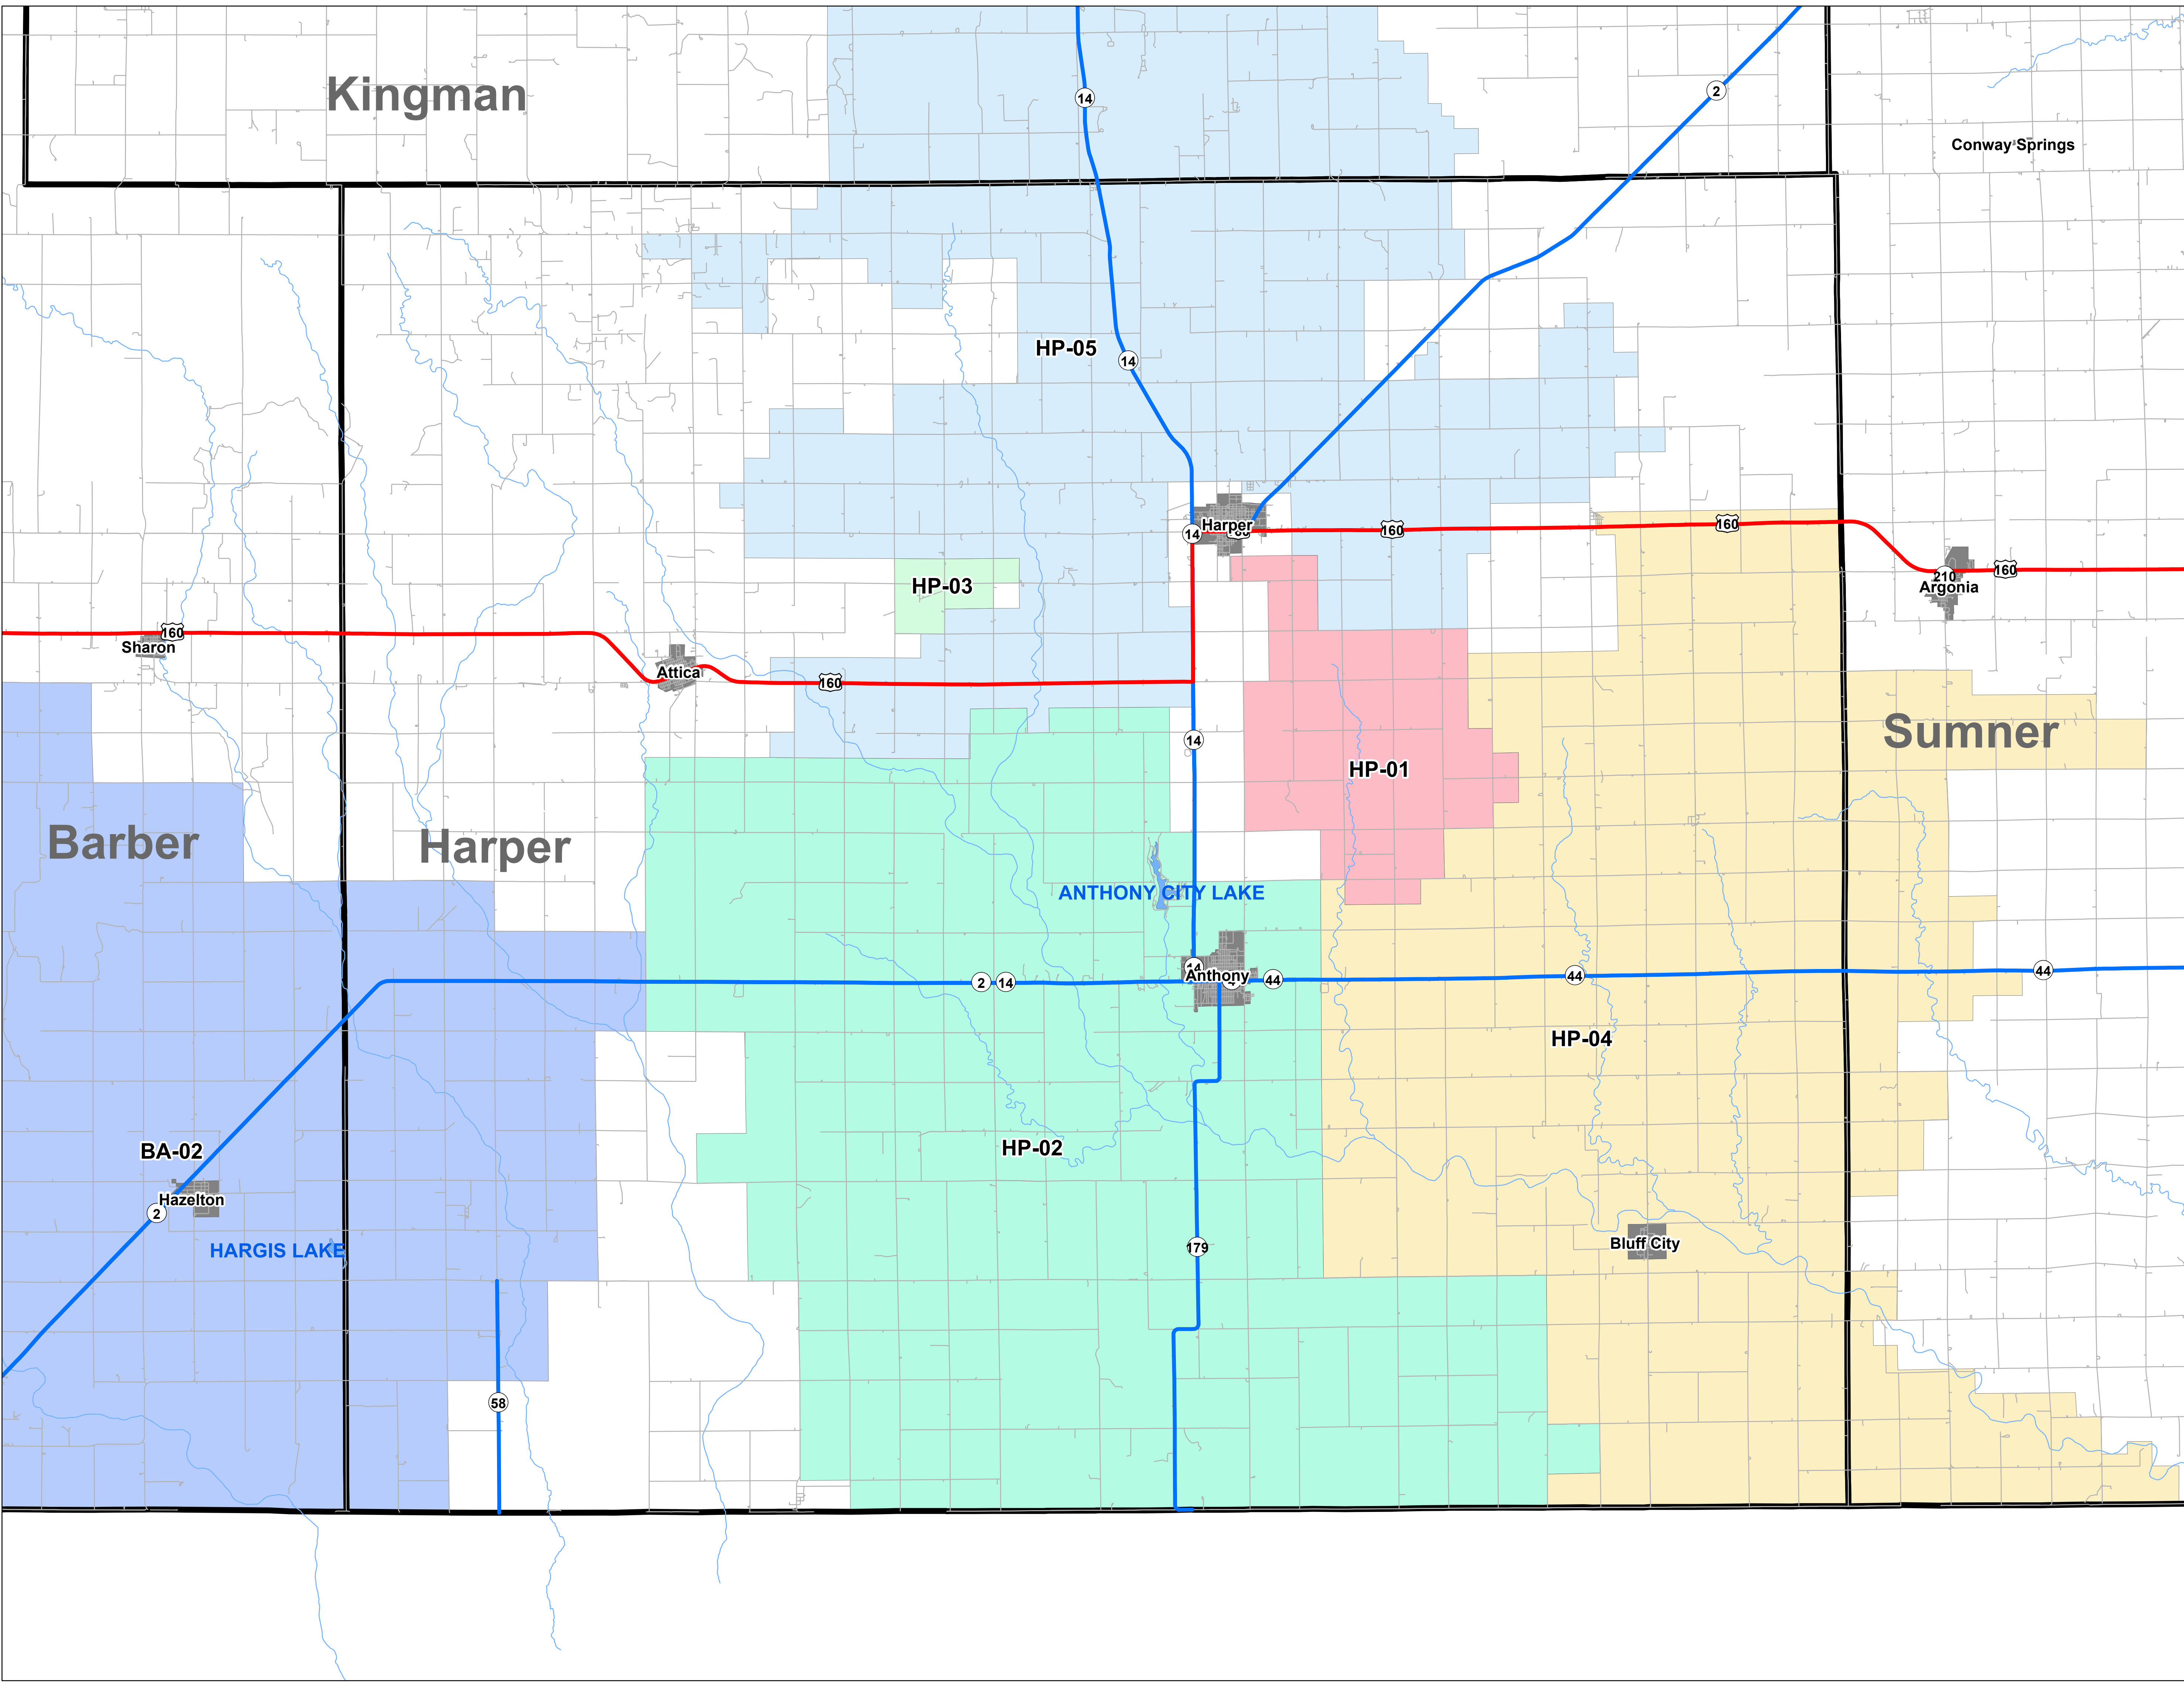 Kingman
14
2
Conway Springs
HP-05
14
Harper
14
160
160
HP-03
210
160
Argonia
160
Sharon
Attica
160
Sumner
14
HP-01
Barber
Harper
ANTHONY CITY LAKE
14
Anthony
2
14
44
44
44
HP-04
BA-02
HP-02
Hazelton
2
HARGIS LAKE
179
Bluff City
58